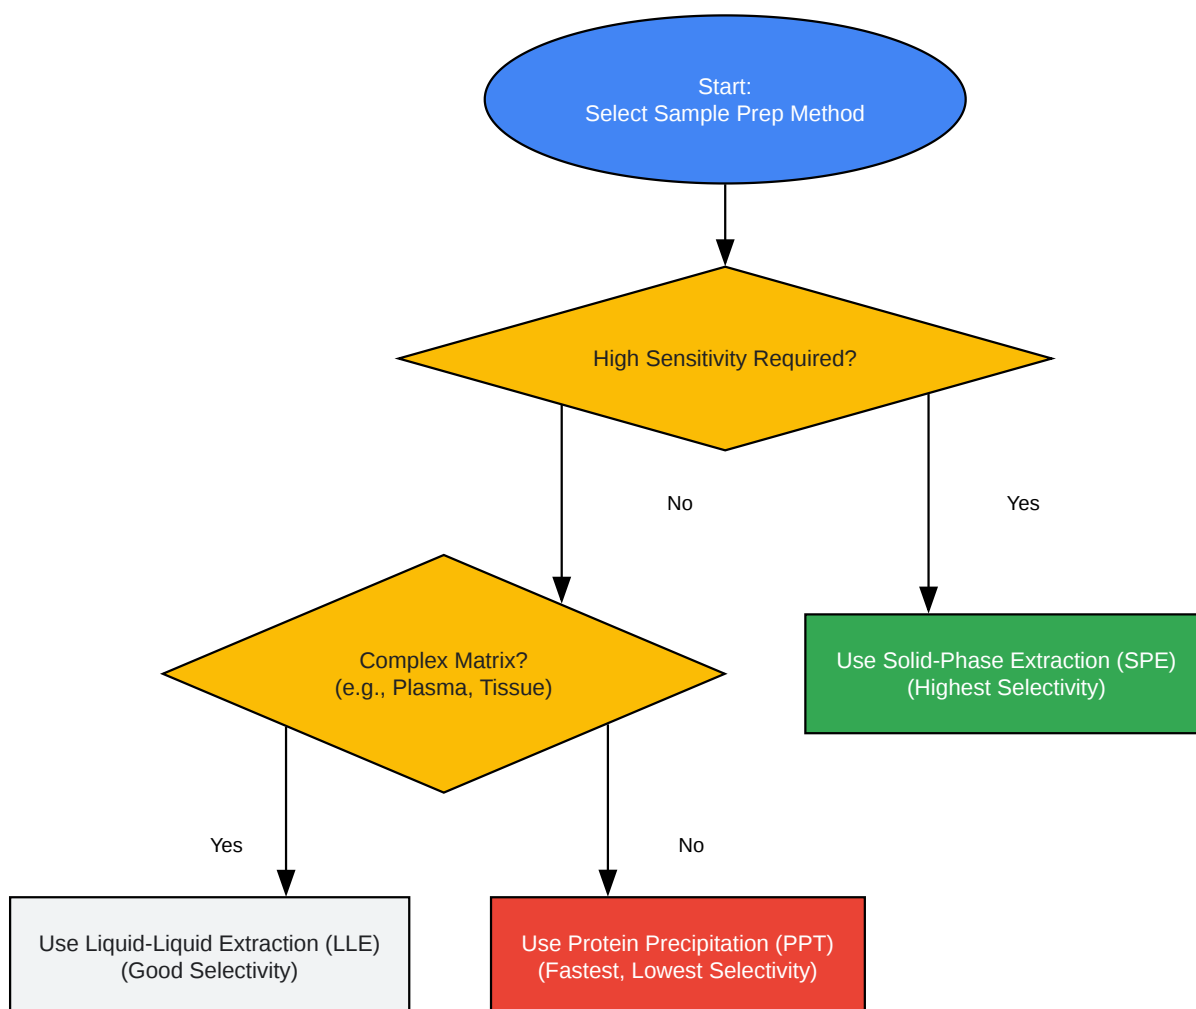 Start:
Select Sample Prep Method
High Sensitivity Required?
No
Yes
Complex Matrix?
(e.g., Plasma, Tissue)
Use Solid-Phase Extraction (SPE)
(Highest Selectivity)
Yes
No
Use Liquid-Liquid Extraction (LLE)
(Good Selectivity)
Use Protein Precipitation (PPT)
(Fastest, Lowest Selectivity)